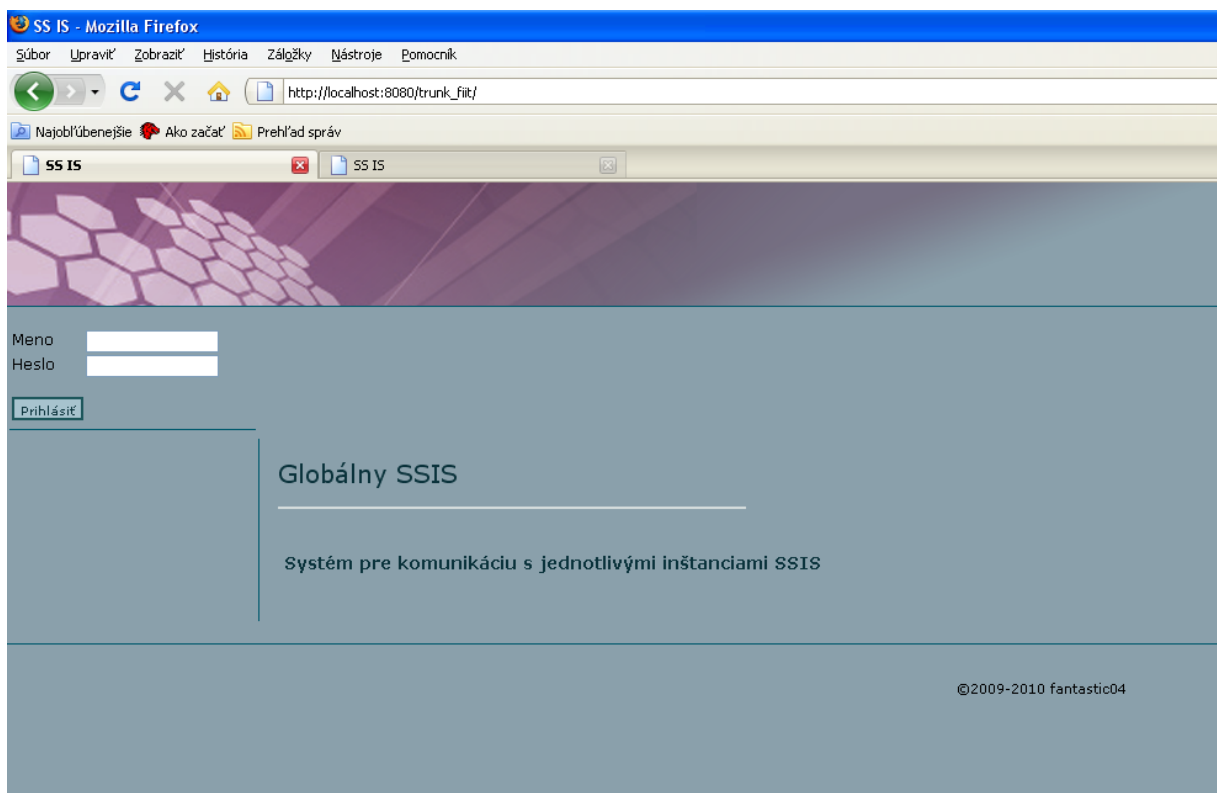 SS IS - Mozilla Firefox
Súbor Upraviť Zobraziť História Záložky Nástroje Pomocník
http://localhost:8080/trunk_fiit/
Najobľúbenejšie Ako začať Prehľad správ
SS IS SS IS
Meno
Heslo
Prihlásiť
Globálny SSIS
Systém pre komunikáciu s jednotlivými inštanciami SSIS
©2009-2010 fantastic04